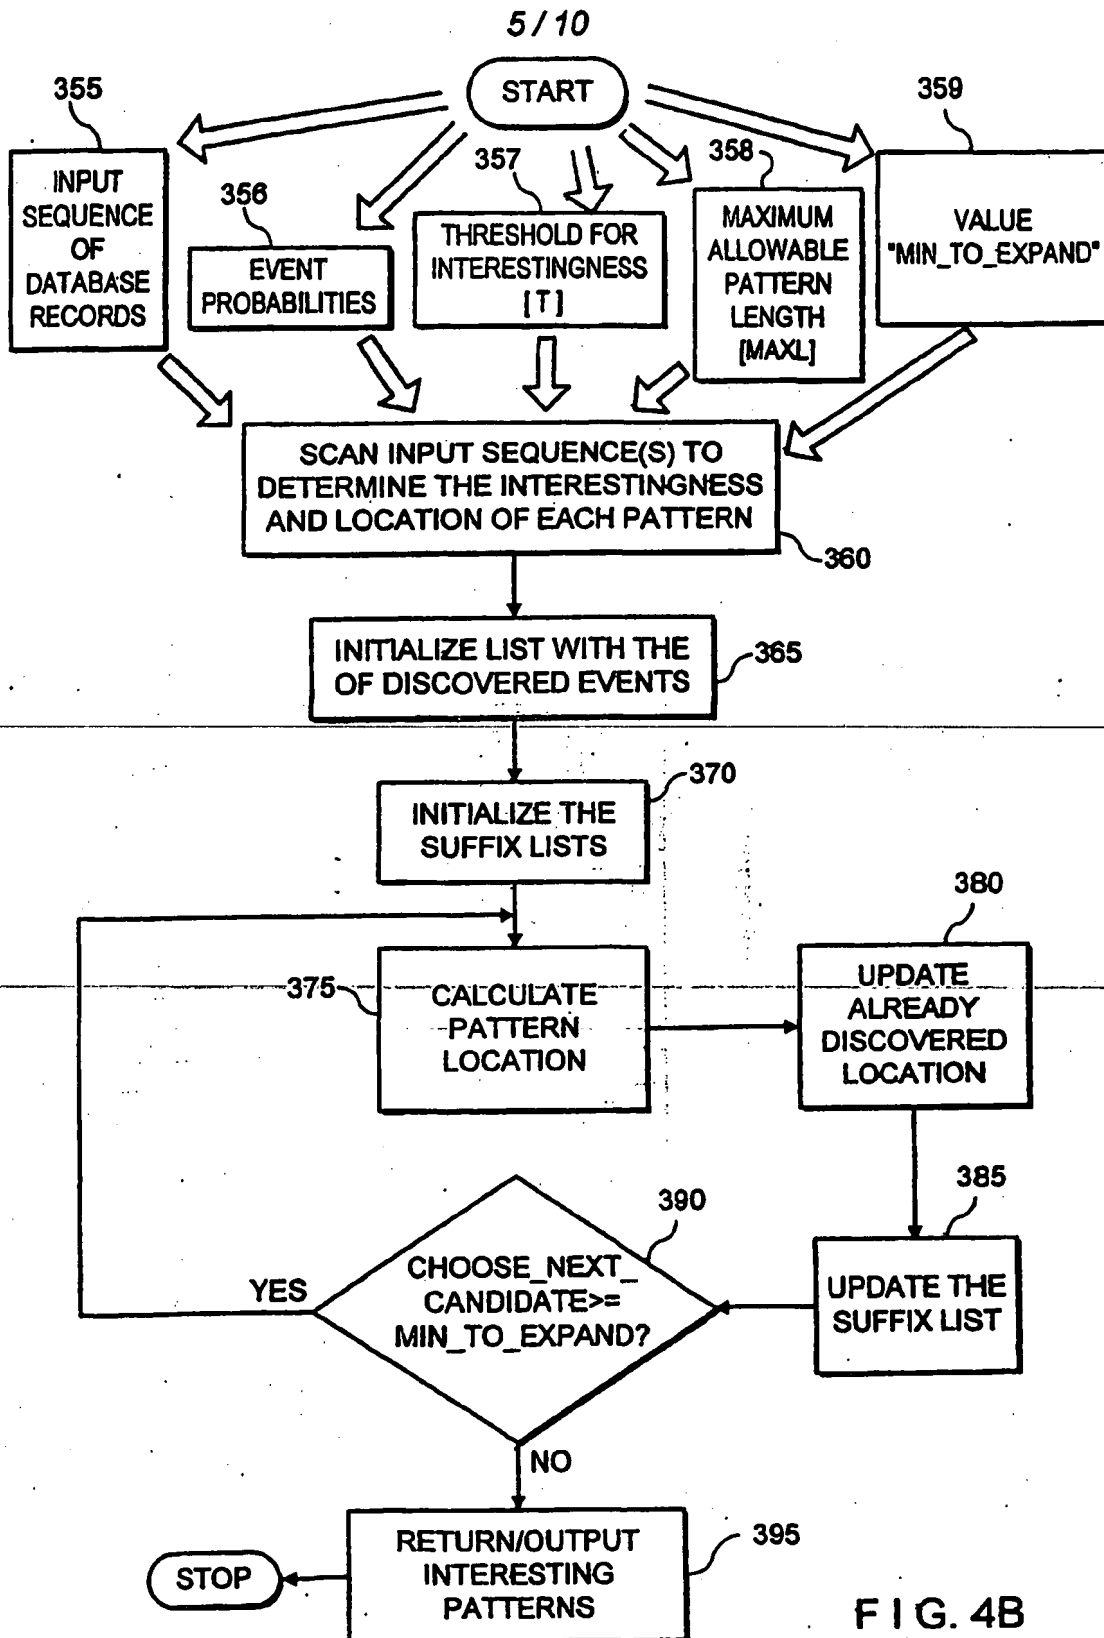 5/10
START
355
INPUT
SEQUENCE
OF
DATABASE
RECORDS
356
EVENT
PROBABILITIES
357
THRESHOLD FOR
INTERESTINGNESS
[T]
358
MAXIMUM
ALLOWABLE
PATTERN
LENGTH
[MAXL]
359
VALUE
"MIN_TO_EXPAND"
SCAN INPUT SEQUENCE(S) TO
DETERMINE THE INTERESTINGNESS
AND LOCATION OF EACH PATTERN
360
INITIALIZE LIST WITH THE
OF DISCOVERED EVENTS
365
370
INITIALIZE THE
SUFFIX LISTS
375
CALCULATE
PATTERN
LOCATION
380
UPDATE
ALREADY
DISCOVERED
LOCATION
385
UPDATE THE
SUFFIX LIST
390
CHOOSE_NEXT_
CANDIDATE>=
MIN_TO_EXPAND?
YES
NO
RETURN/OUTPUT
INTERESTING
PATTERNS
395
STOP
FIG. 4B